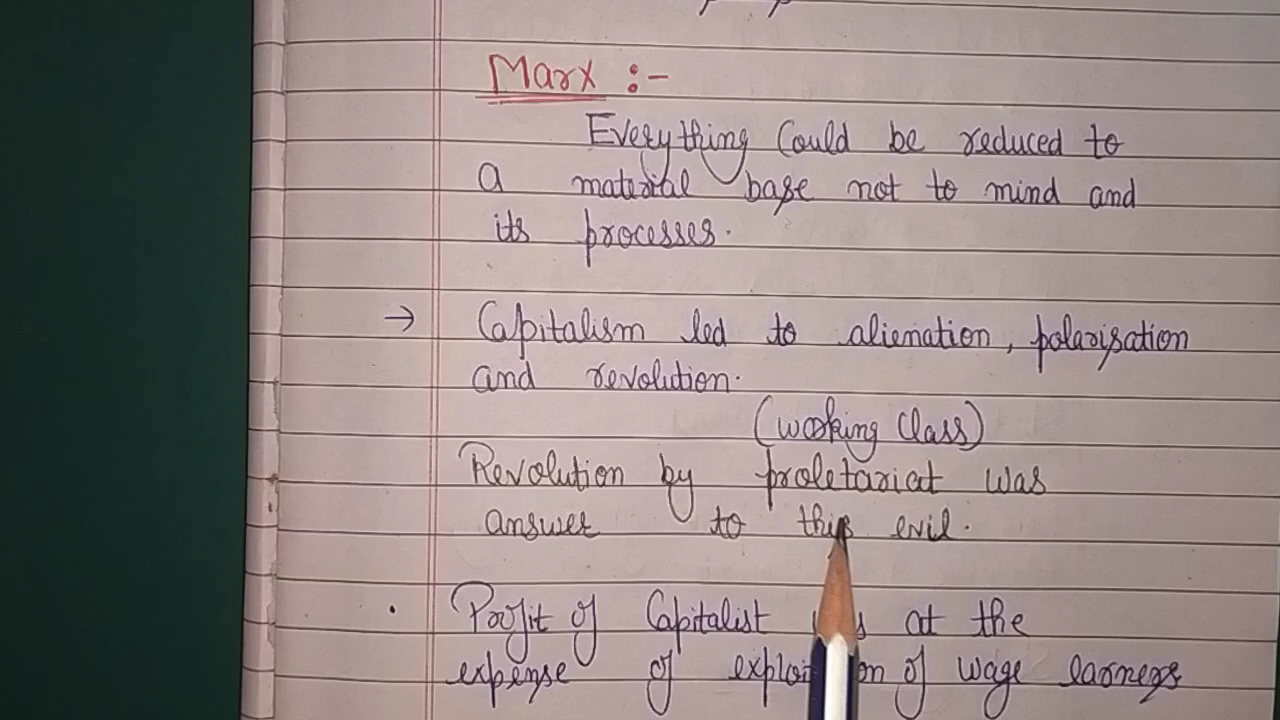 Marx :-
Everything Could be reduced to
a material base not to mind and
its processes.
→ Capitalism led to alienation, polarisation
and revolution.
(working Class)
Revolution by proletariat was
answer to this evil.
• Profit of Capitalist at the
expense of of wage earners